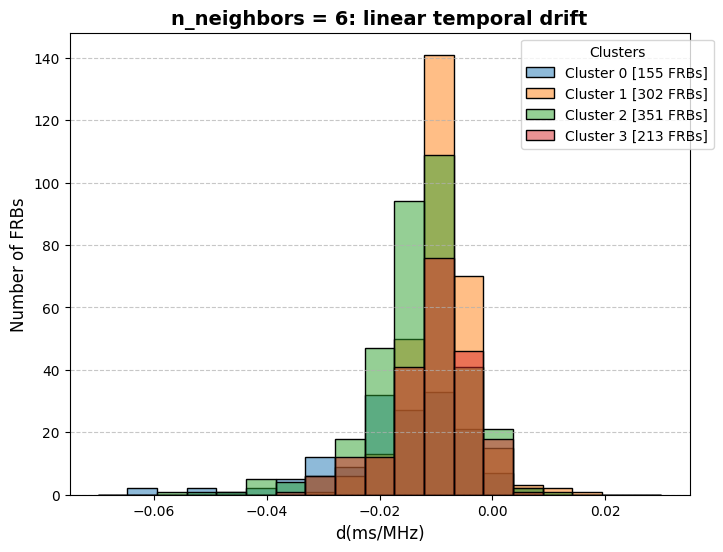 n_neighbors = 6: linear temporal drift
Clusters
Cluster 0 [155 FRBs]
Cluster 1 [302 FRBs]
Cluster 2 [351 FRBs]
Cluster 3 [213 FRBs]
Number of FRBs
140
120
100
80
60
40
20
0
−0.06 −0.04 −0.02 0.00 0.02
d(ms/MHz)